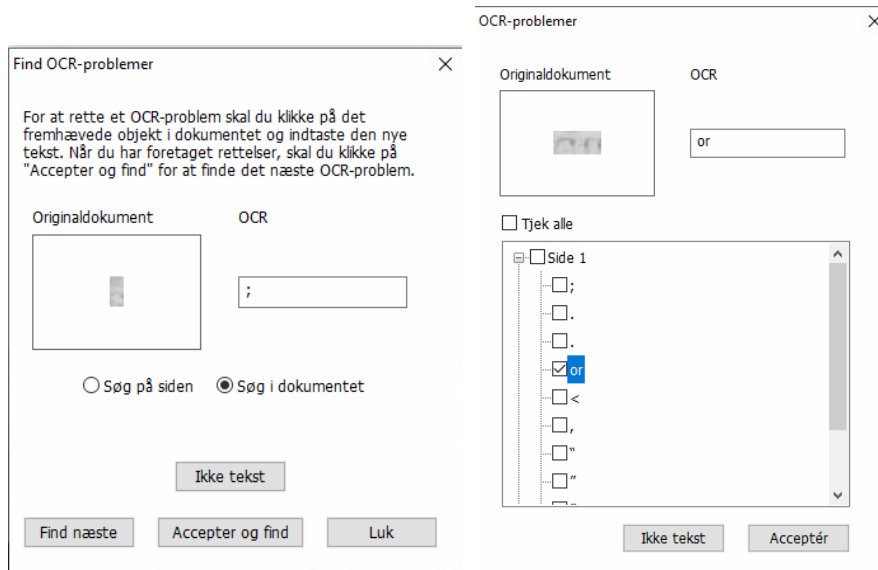 Find OCR-problemer
For at rette et OCR-problem skal du klikke på det
fremhævede objekt i dokumentet og indtaste den nye
tekst. Når du har foretaget rettelser, skal du klikke på
"Accepter og find" for at finde det næste OCR-problem.
Originaldokument OCR
;
Søg på siden Søg i dokumentet
Ikke tekst
Find næste Accepter og find Luk
OCR-problemer
Originaldokument OCR
or
Tjek alle
Side 1
;
.
.
or
<
,
“
”
Ikke tekst Acceptér